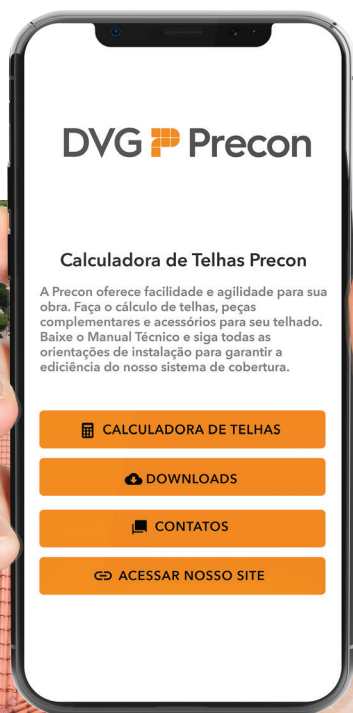 DVG Precon
Calculadora de Telhas Precon
A Precon oferece facilidade e agilidade para sua
obra. Faça o cálculo de telhas, peças
complementares e acessórios para seu telhado.
Baixe o Manual Técnico e siga todas as
orientações de instalação para garantir a
ediciência do nosso sistema de cobertura.
CALCULADORA DE TELHAS
DOWNLOADS
CONTATOS
ACESSAR NOSSO SITE